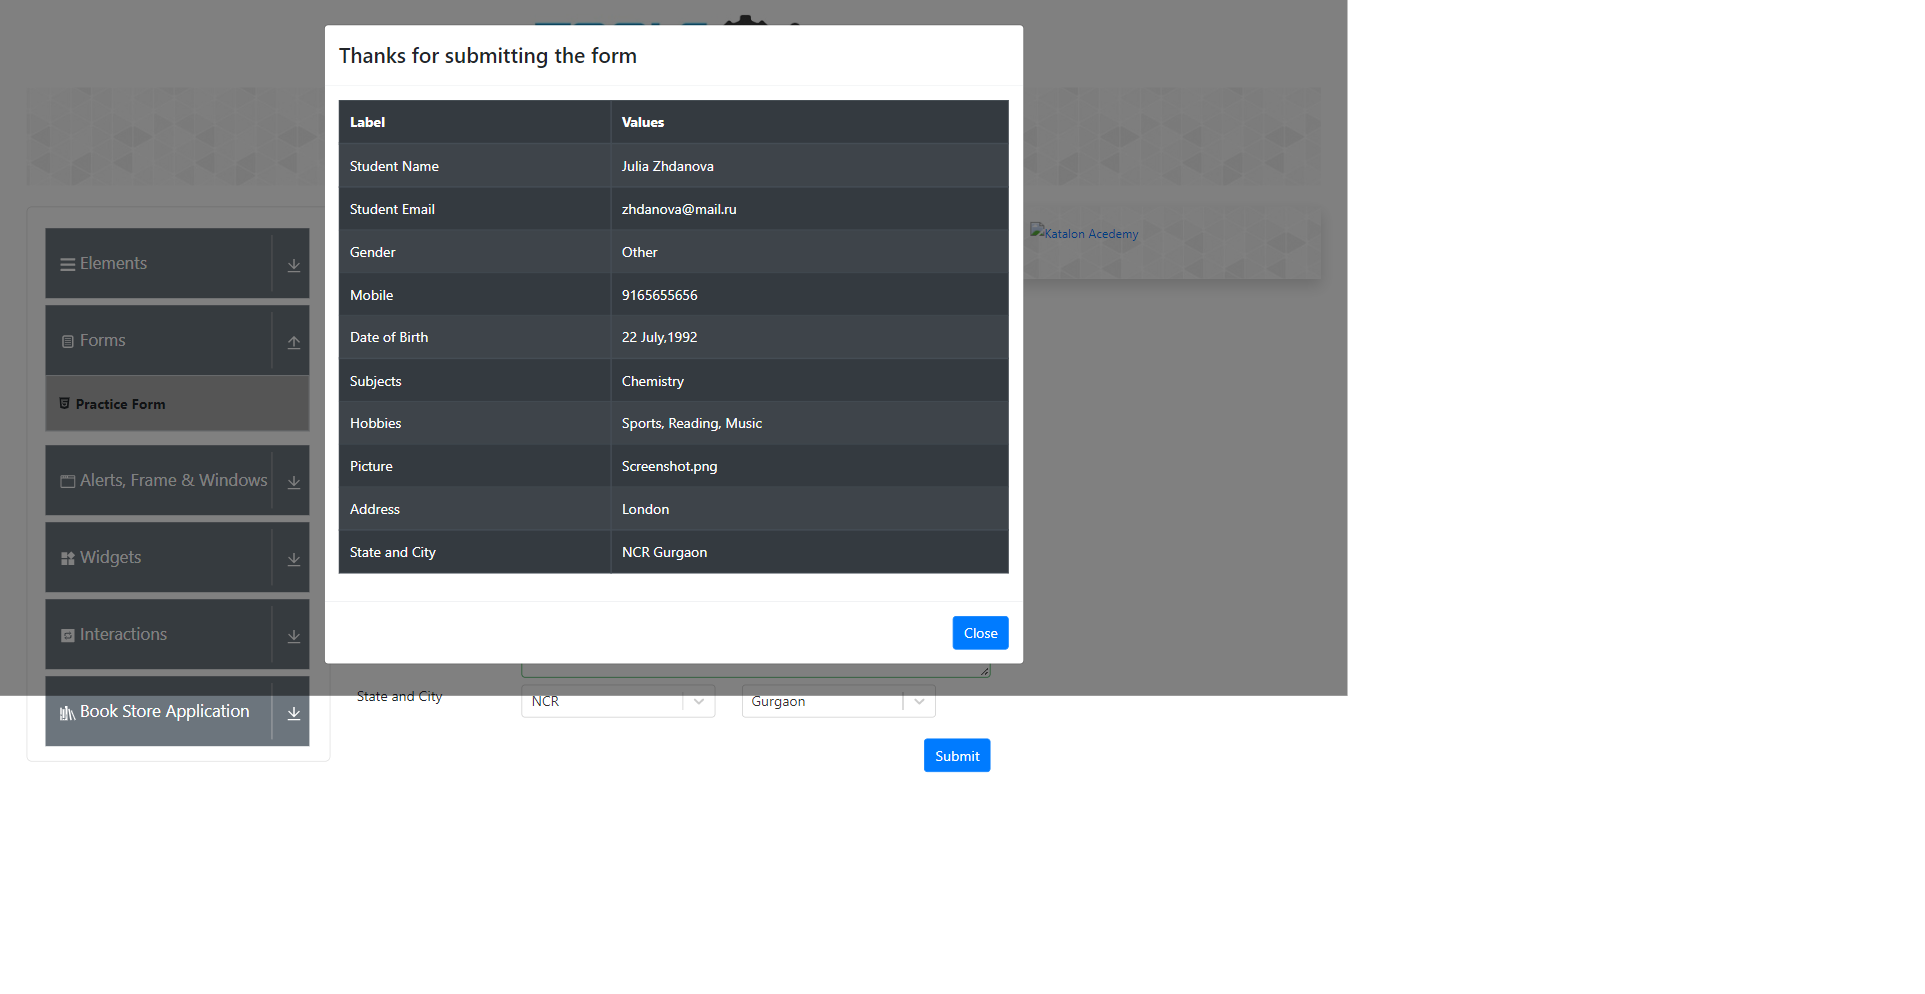 Thanks for submitting the form
Label Values
Student Name Julia Zhdanova
Student Email zhdanova@mail.ru
Gender Other
Mobile 9165655656
Date of Birth 22 July,1992
Subjects Chemistry
Hobbies Sports, Reading, Music
Picture Screenshot.png
Address London
State and City NCR Gurgaon
Close
Elements
Forms
Practice Form
Alerts, Frame & Windows
Widgets
Interactions
Book Store Application
Katalon Acedemy
State and City NCR Gurgaon
Submit